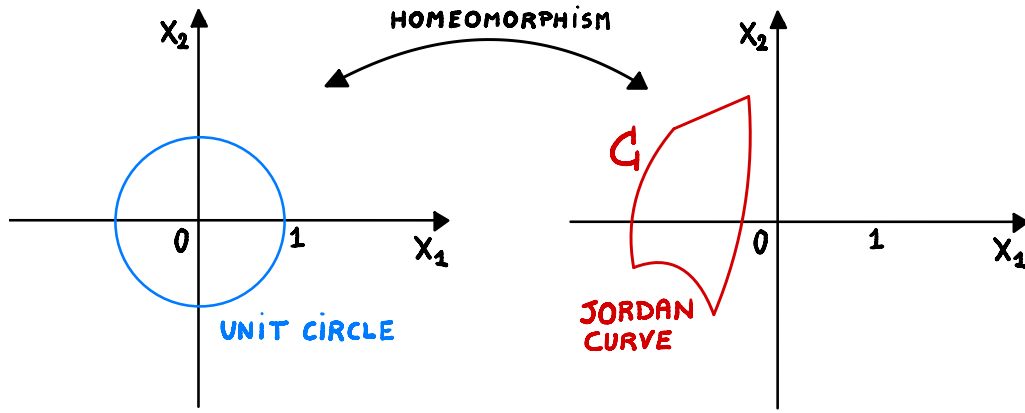 HOMEOMORPHISM
X2
X2
C
0
1
X1
0
1
X1
UNiT CiRCLE
JORDAN
CURVE